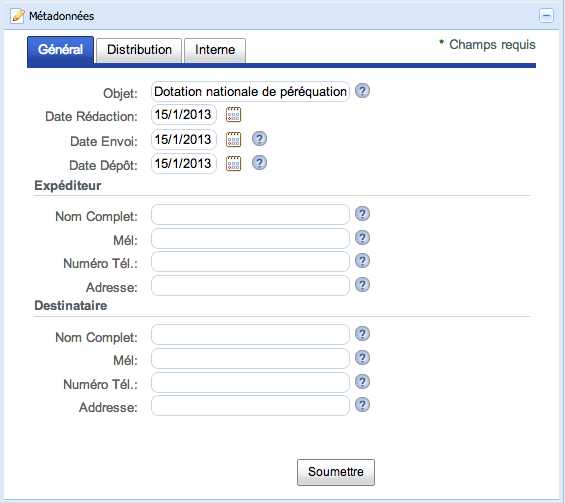 Métadonnées
Général Distribution Interne * Champs requis
Objet: Dotation nationale de péréquation ?
Date Rédaction: 15/1/2013
Date Envoi: 15/1/2013 ?
Date Dépôt: 15/1/2013 ?
Expéditeur
Nom Complet: ?
Mél: ?
Numéro Tél.: ?
Adresse: ?
Destinataire
Nom Complet: ?
Mél: ?
Numéro Tél.: ?
Addresse: ?
Soumettre